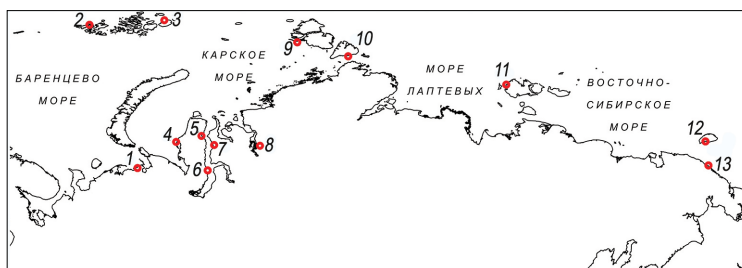 2
3
9
10
КАРСКОЕ
МОРЕ
БАРЕНЦЕВО
МОРЕ
МОРЕ
ЛАПТЕВЫХ
11
ВОСТОЧНО-
СИБИРСКОЕ
МОРЕ
4
5
7
8
12
1
6
13